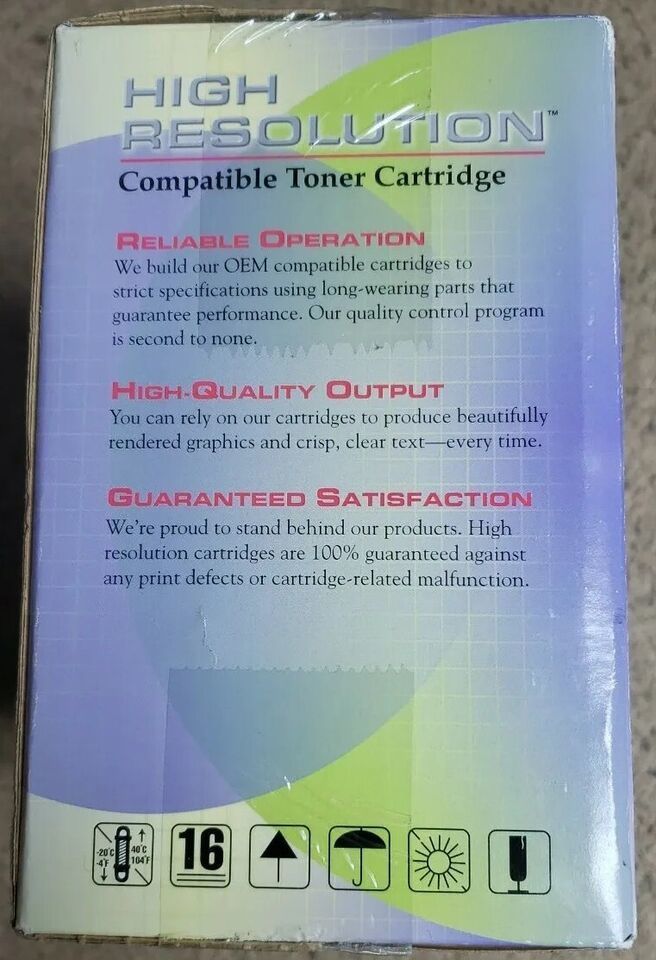 HIGH
RESOLUTION™
Compatible Toner Cartridge
RELIABLE OPERATION
We build our OEM compatible cartridges to
strict specifications using long-wearing parts that
guarantee performance. Our quality control program
is second to none.
HIGH-QUALITY OUTPUT
You can rely on our cartridges to produce beautifully
rendered graphics and crisp, clear text—every time.
GUARANTEED SATISFACTION
We're proud to stand behind our products. High
resolution cartridges are 100% guaranteed against
any print defects or cartridge-related malfunction.
-20°C 40°C
-4°F 104°F
16